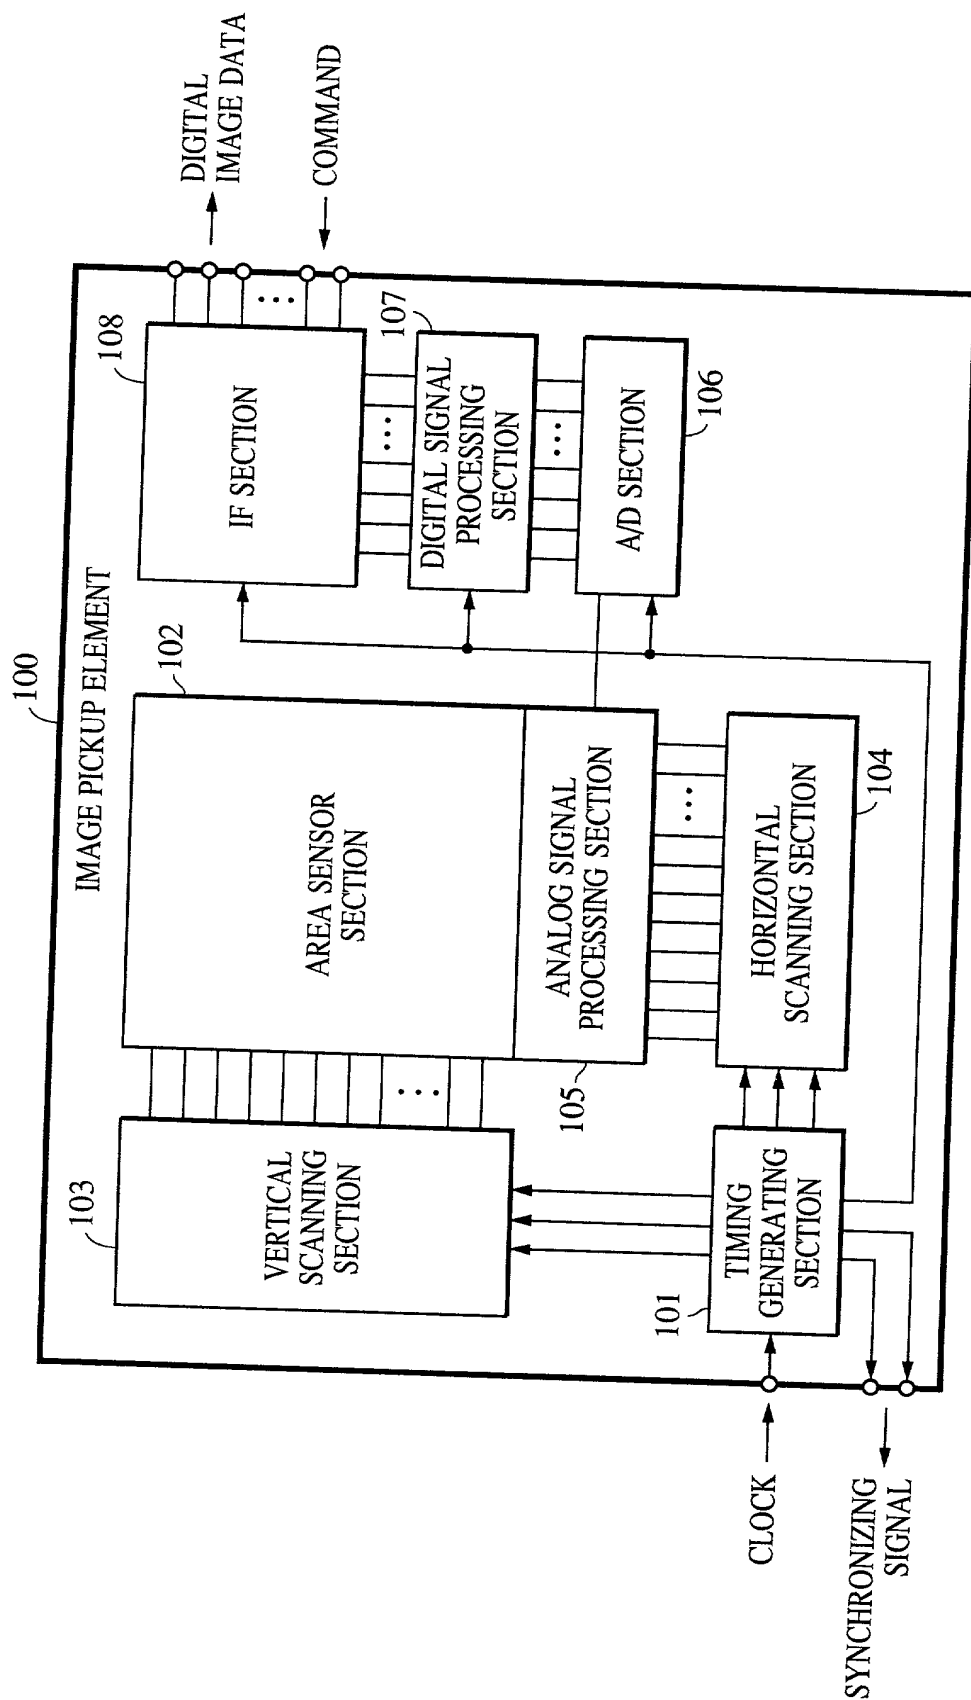 100
IMAGE PICKUP ELEMENT
103
VERTICAL
SCANNING
SECTION
102
AREA SENSOR
SECTION
108
IF SECTION
DIGITAL
IMAGE DATA
COMMAND
107
DIGITAL SIGNAL
PROCESSING
SECTION
105
ANALOG SIGNAL
PROCESSING SECTION
A/D SECTION
106
101
TIMING
GENERATING
SECTION
HORIZONTAL
SCANNING SECTION
104
CLOCK
SYNCHRONIZING
SIGNAL